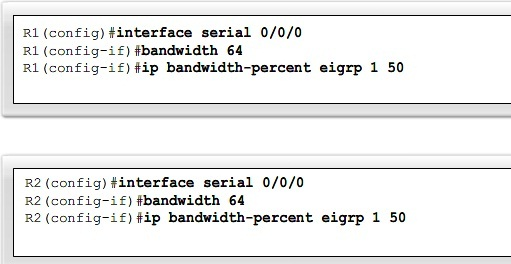 R1(config)#interface serial 0/0/0
R1(config-if)#bandwidth 64
R1(config-if)#ip bandwidth-percent eigrp 1 50
R2(config)#interface serial 0/0/0
R2(config-if)#bandwidth 64
R2(config-if)#ip bandwidth-percent eigrp 1 50